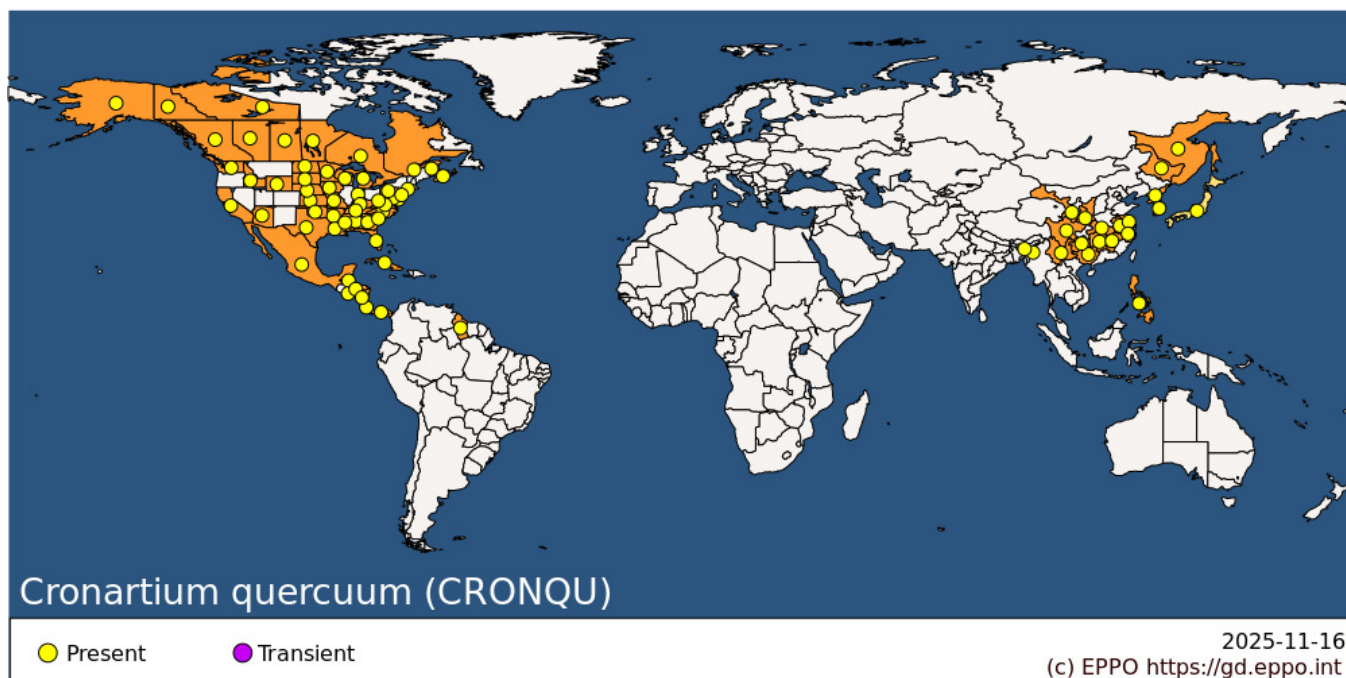 Cronartium quercuum (CRONQU)
Present
Transient
2025-11-16
(c) EPPO https://gd.eppo.int